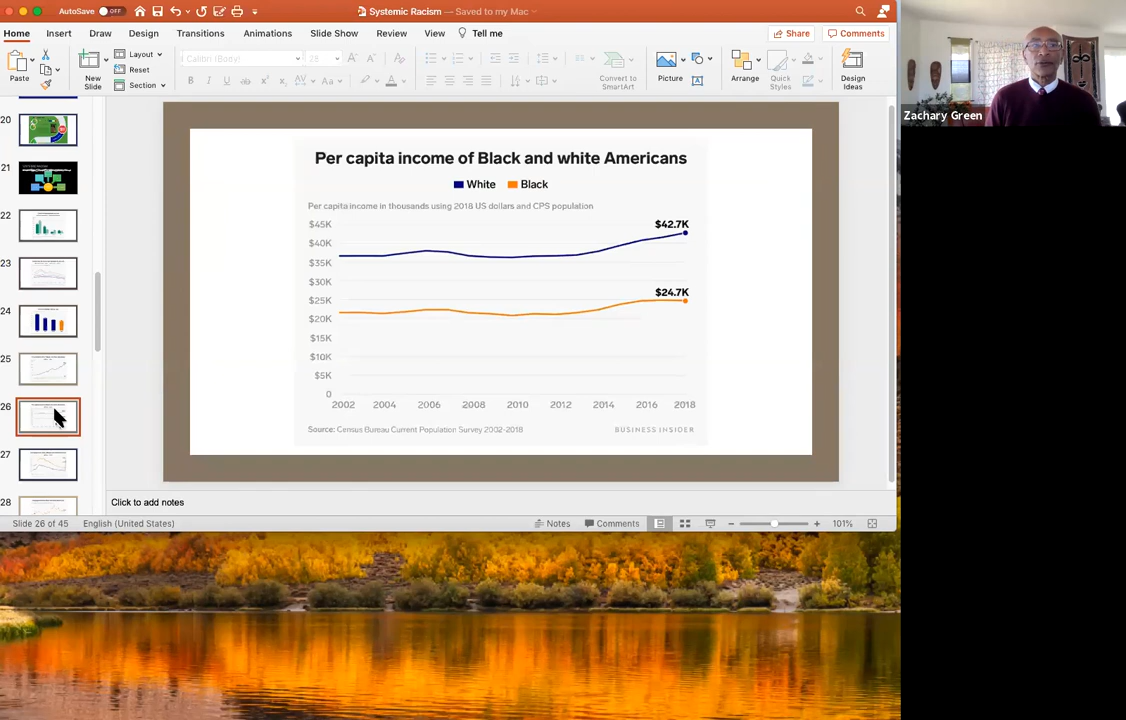 AutoSave OFF
Systemic Racism — Saved to my Mac
Home Insert Draw Design Transitions Animations Slide Show Review View Tell me Share Comments
Paste
New Slide
Layout
Reset
Section
Calibri (Body) 28
Convert to SmartArt
Picture
Arrange
Quick Styles
Design Ideas
Zachary Green
20
21
22
23
24
25
26
27
28
Per capita income of Black and white Americans
White Black
Per capita income in thousands using 2018 US dollars and CPS population
$45K
$40K
$35K
$30K
$25K
$20K
$15K
$10K
$5K
0
$42.7K
$24.7K
2002 2004 2006 2008 2010 2012 2014 2016 2018
Source: Census Bureau Current Population Survey 2002-2018
BUSINESS INSIDER
Click to add notes
Slide 26 of 45 English (United States) Notes Comments 101%